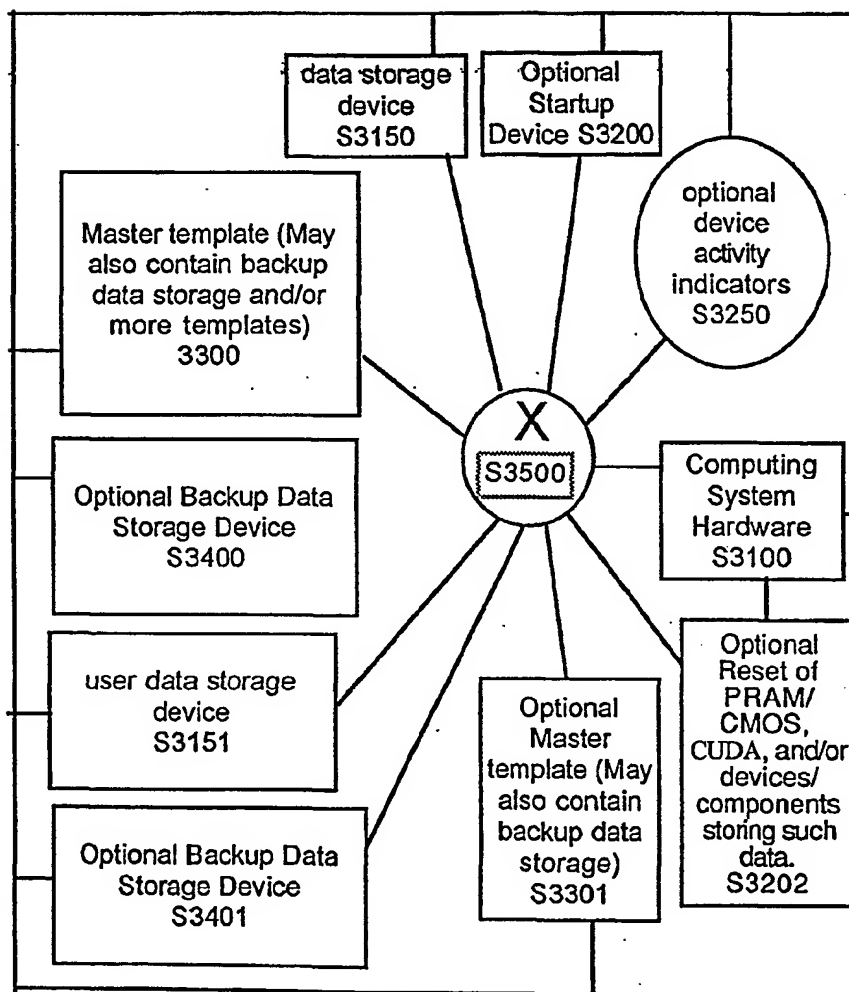 data storage
device
S3150
Optional
Startup
Device S3200
optional
device
activity
indicators
S3250
Master template (May
also contain backup
data storage and/or
more templates)
3300
X
S3500
Computing
System
Hardware
S3100
Optional Backup Data
Storage Device
S3400
user data storage
device
S3151
Optional Backup Data
Storage Device
S3401
Optional
Master
template (May
also contain
backup data
storage)
S3301
Optional
Reset of
PRAM/
CMOS,
CUDA, and/or
devices/
components
storing such
data.
S3202